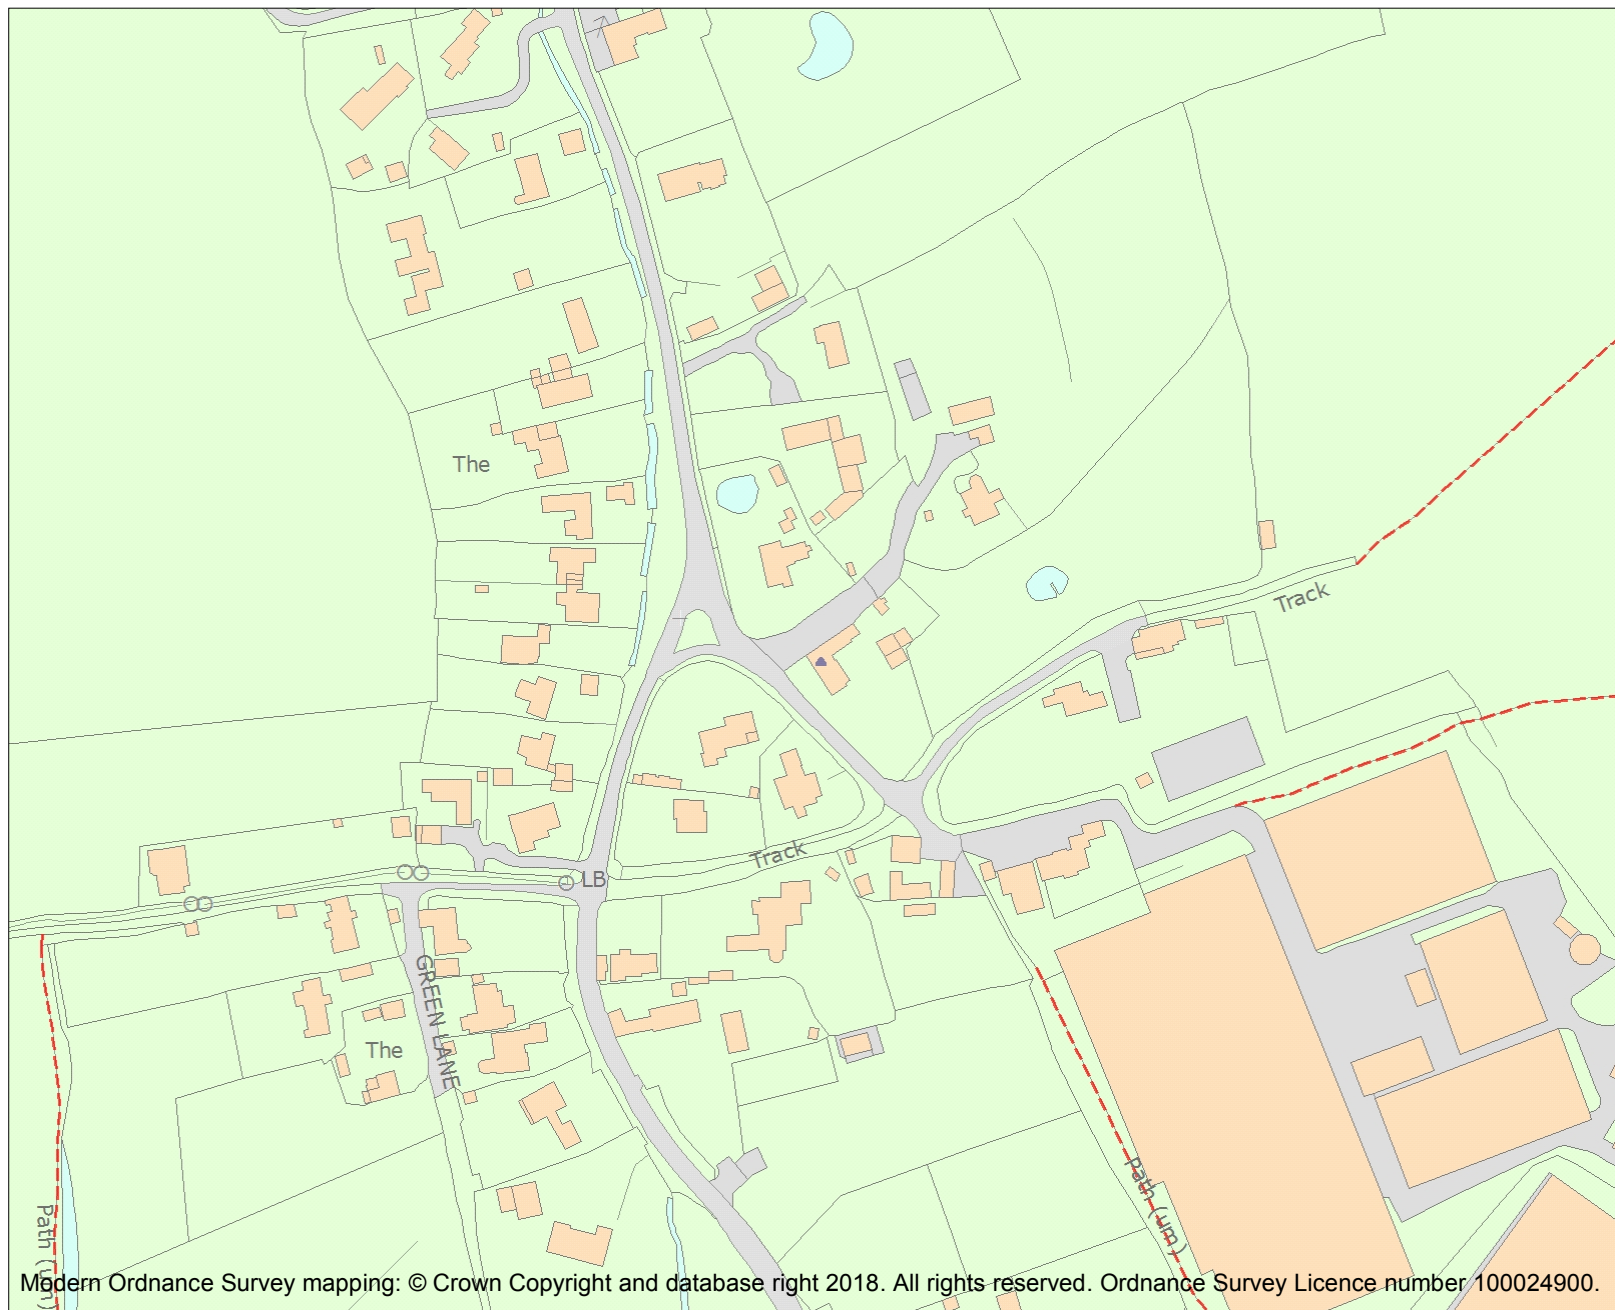 The
Track
Track
LB
GREEN LANE
The
Path (um)
Path (um)
Modern Ordnance Survey mapping: © Crown Copyright and database right 2018. All rights reserved. Ordnance Survey Licence number 100024900.